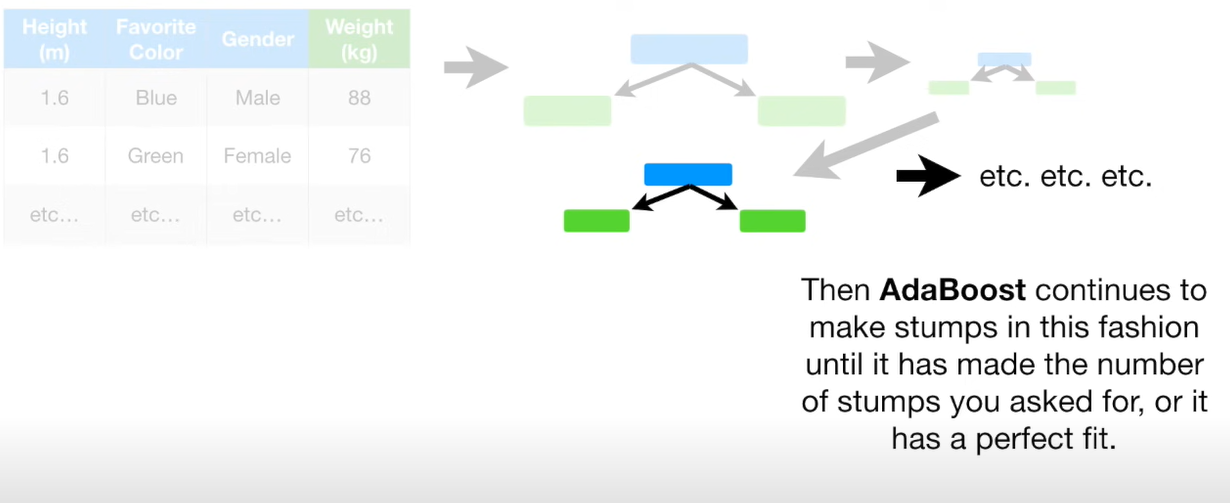 Height (m) Favorite Color Gender Weight (kg)
1.6 Blue Male 88
1.6 Green Female 76
etc... etc... etc... etc...
etc. etc. etc.
Then AdaBoost continues to
make stumps in this fashion
until it has made the number
of stumps you asked for, or it
has a perfect fit.